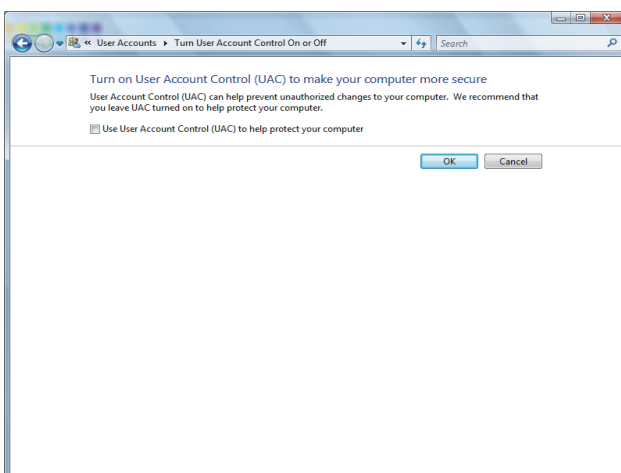 « User Accounts ▸ Turn User Account Control On or Off
Search
Turn on User Account Control (UAC) to make your computer more secure
User Account Control (UAC) can help prevent unauthorized changes to your computer. We recommend that
you leave UAC turned on to help protect your computer.
Use User Account Control (UAC) to help protect your computer
OK
Cancel